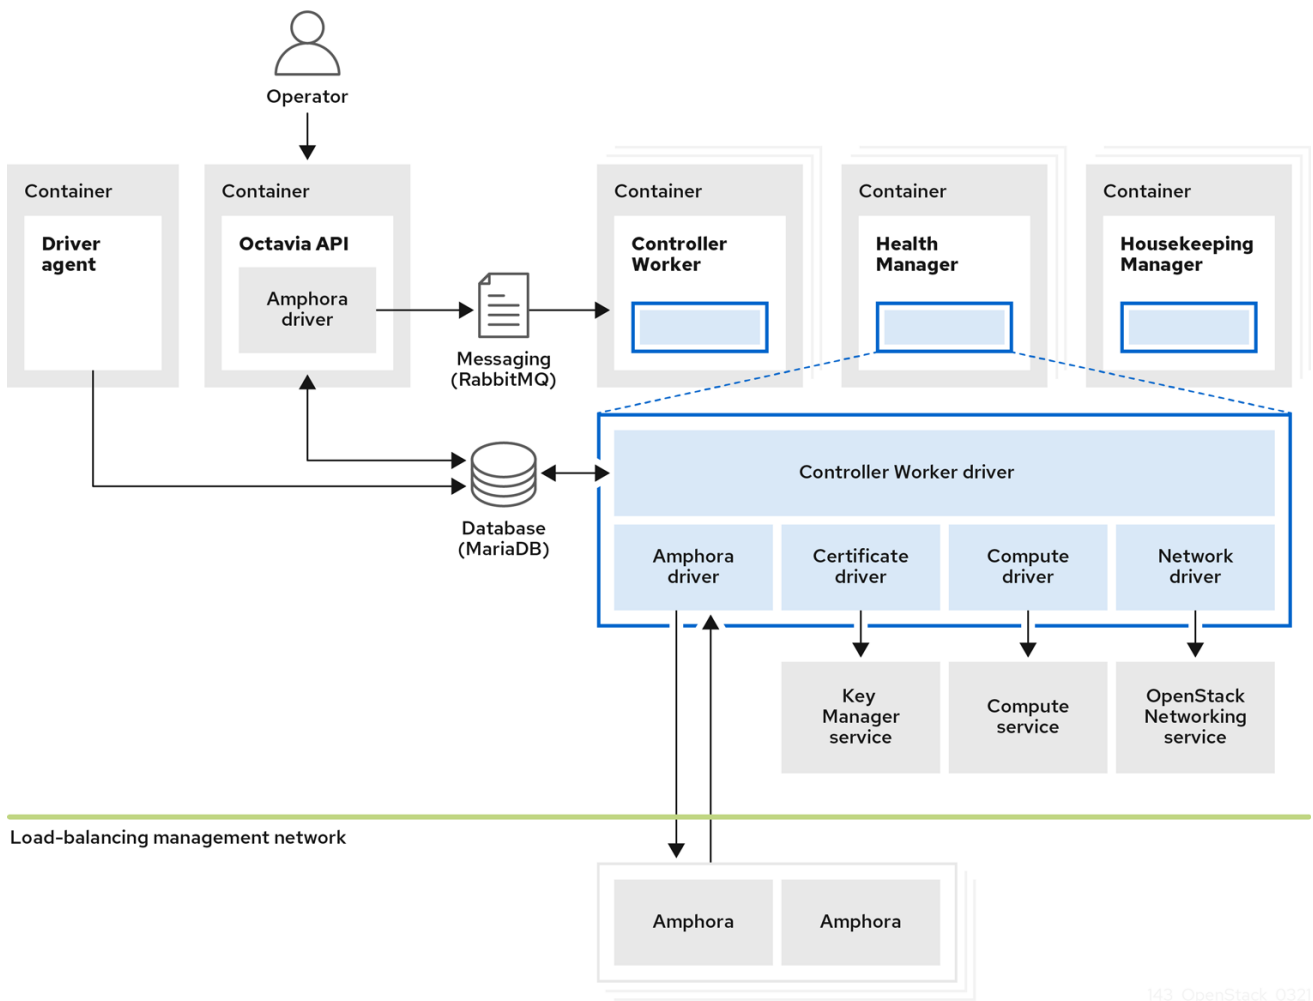 Operator
Container
Driver
agent
Container
Octavia API
Amphora
driver
Messaging
(RabbitMQ)
Container
Controller
Worker
Container
Health
Manager
Container
Housekeeping
Manager
Database
(MariaDB)
Controller Worker driver
Amphora
driver
Certificate
driver
Compute
driver
Network
driver
Key
Manager
service
Compute
service
OpenStack
Networking
service
Load-balancing management network
Amphora
Amphora
143_OpenStack_0321